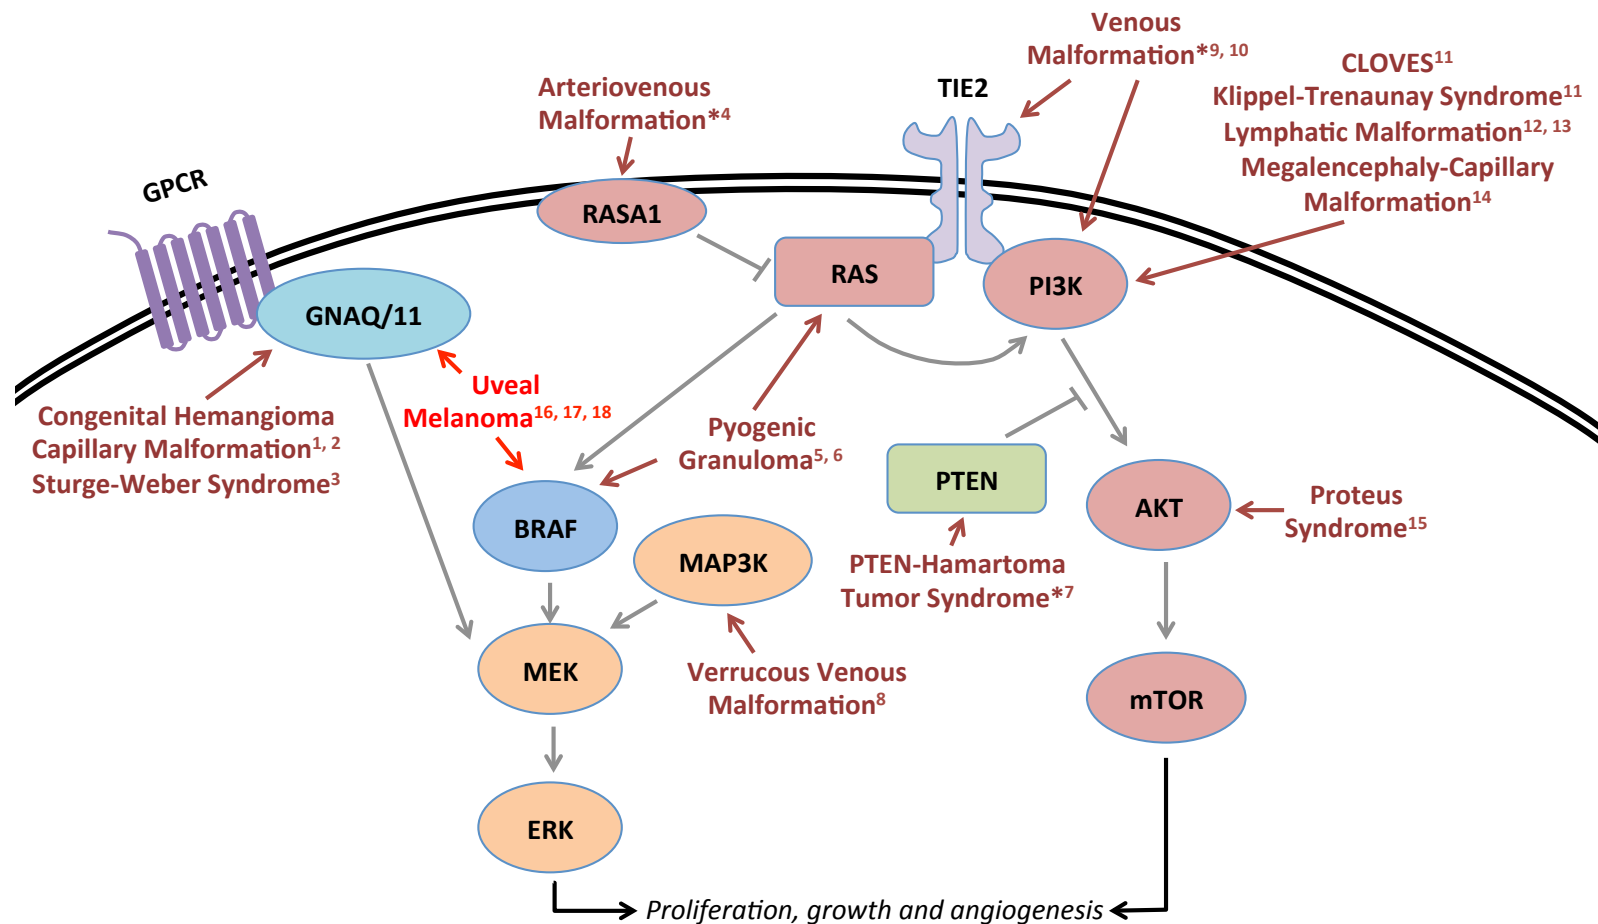 Venous
Malformation*9, 10
CLOVES11
Klippel-Trenaunay Syndrome11
Lymphatic Malformation12, 13
Megalencephaly-Capillary
Malformation14
TIE2
Arteriovenous
Malformation*4
GPCR
RASA1
RAS
PI3K
GNAQ/11
Uveal
Melanoma16, 17, 18
Congenital Hemangioma
Capillary Malformation1, 2
Sturge-Weber Syndrome3
Pyogenic
Granuloma5, 6
PTEN
AKT
Proteus
Syndrome15
BRAF
MAP3K
PTEN-Hamartoma
Tumor Syndrome*7
MEK
Verrucous Venous
Malformation8
mTOR
ERK
Proliferation, growth and angiogenesis